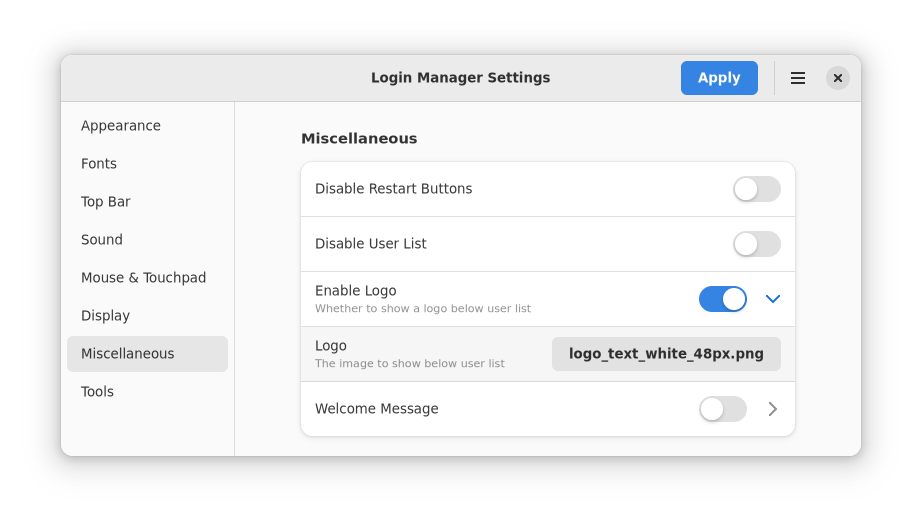 Login Manager Settings
Apply
Appearance
Fonts
Top Bar
Sound
Mouse & Touchpad
Display
Miscellaneous
Tools
Miscellaneous
Disable Restart Buttons
Disable User List
Enable Logo
Whether to show a logo below user list
Logo
The image to show below user list
logo_text_white_48px.png
Welcome Message